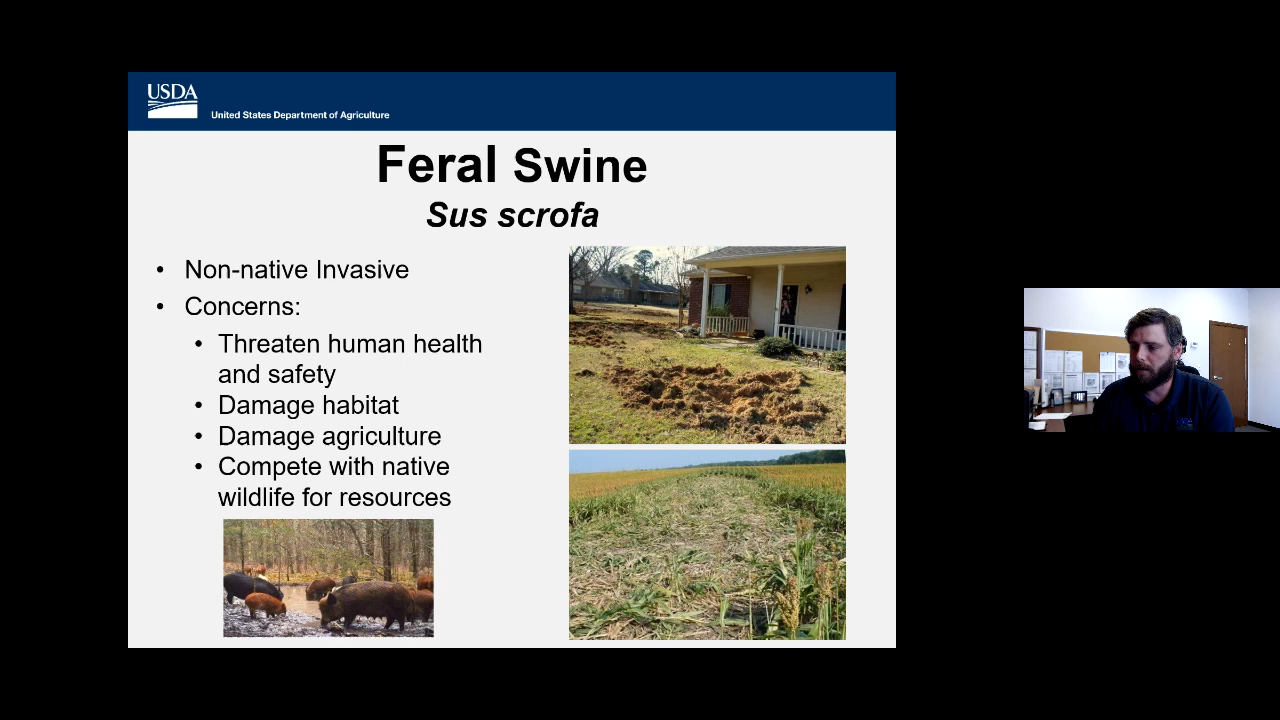 USDA
United States Department of Agriculture
Feral Swine
Sus scrofa
• Non-native Invasive
• Concerns:
• Threaten human health
and safety
• Damage habitat
• Damage agriculture
• Compete with native
wildlife for resources